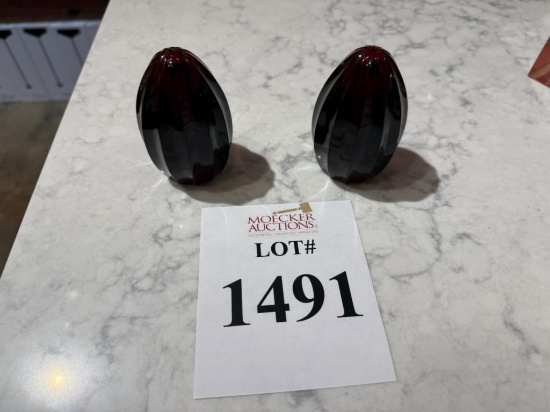 MOECKER
AUCTIONS
LOT#
1491